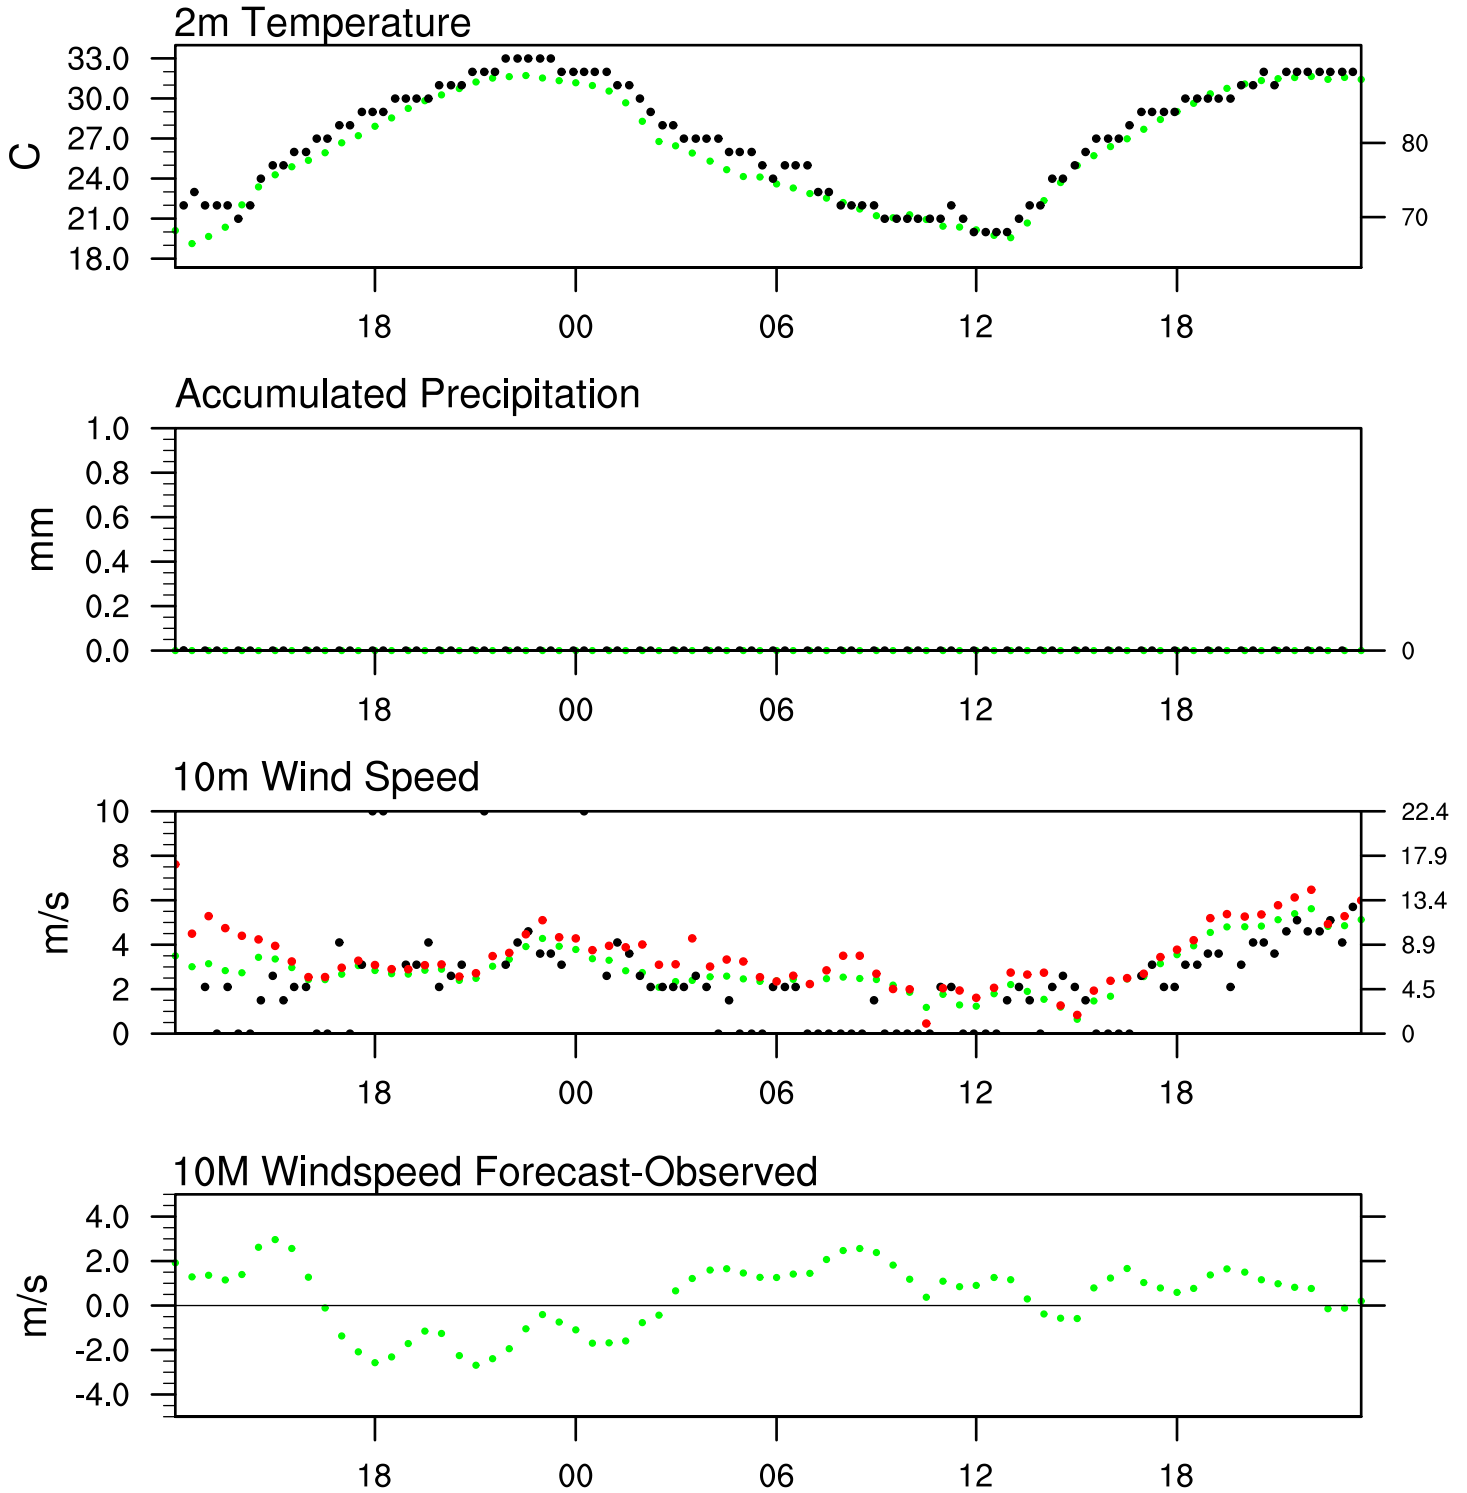 2m Temperature
33.0
30.0
27.0
24.0
21.0
18.0
C
80
70
18 00 06 12 18
Accumulated Precipitation
1.0
0.8
0.6
0.4
0.2
0.0
mm
0
18 00 06 12 18
10m Wind Speed
10
8
6
4
2
0
m/s
22.4
17.9
13.4
8.9
4.5
0
18 00 06 12 18
10M Windspeed Forecast-Observed
4.0
2.0
0.0
-2.0
-4.0
m/s
18 00 06 12 18